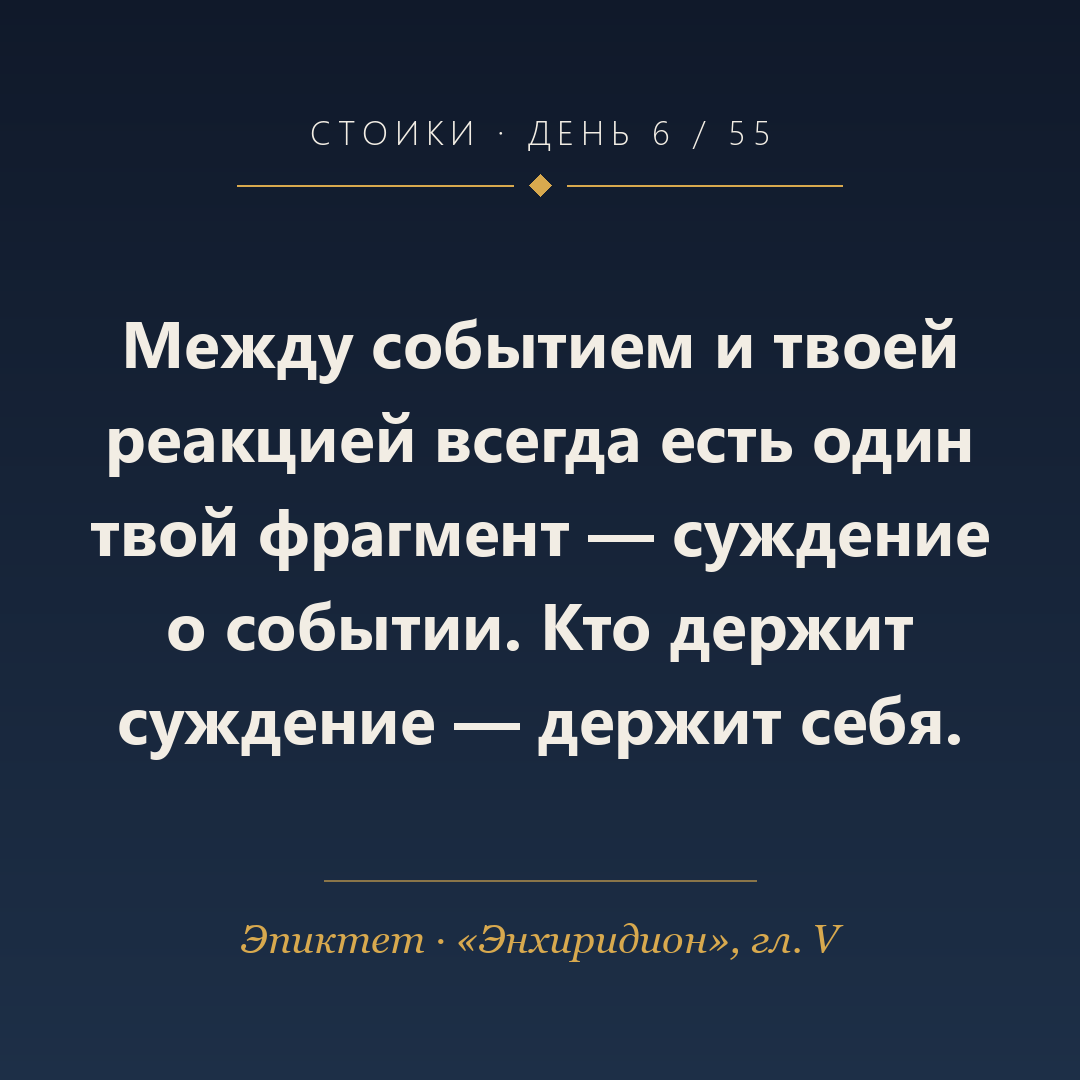 СТОИКИ · ДЕНЬ 6 / 55
Между событием и твоей
реакцией всегда есть один
твой фрагмент — суждение
о событии. Кто держит
суждение — держит себя.
Эпиктет · «Энхиридион», гл. V